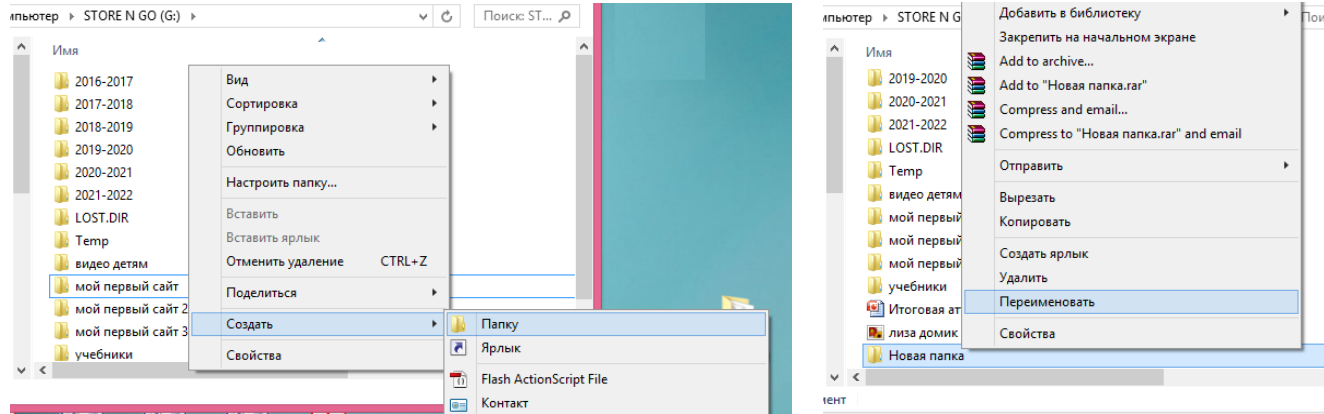 мпьютер ▸ STORE N GO (G:) ▸
Поиск: ST...
Имя
2016-2017
2017-2018
2018-2019
2019-2020
2020-2021
2021-2022
LOST.DIR
Temp
видео детям
мой первый сайт
мой первый сайт 2
мой первый сайт 3
учебники
Вид
Сортировка
Группировка
Обновить
Настроить папку...
Вставить
Вставить ярлык
Отменить удаление CTRL+Z
Поделиться
Создать
Свойства
Папку
Ярлык
Flash ActionScript File
Контакт
ипьютер ▸ STORE N G
Пои
Имя
2019-2020
2020-2021
2021-2022
LOST.DIR
Temp
видео детям
мой первый
мой первый
мой первый
учебники
Итоговая ат
лиза домик
Новая папка
Добавить в библиотеку
Закрепить на начальном экране
Add to archive...
Add to "Новая папка.rar"
Compress and email...
Compress to "Новая папка.rar" and email
Отправить
Вырезать
Копировать
Создать ярлык
Удалить
Переименовать
Свойства
мент